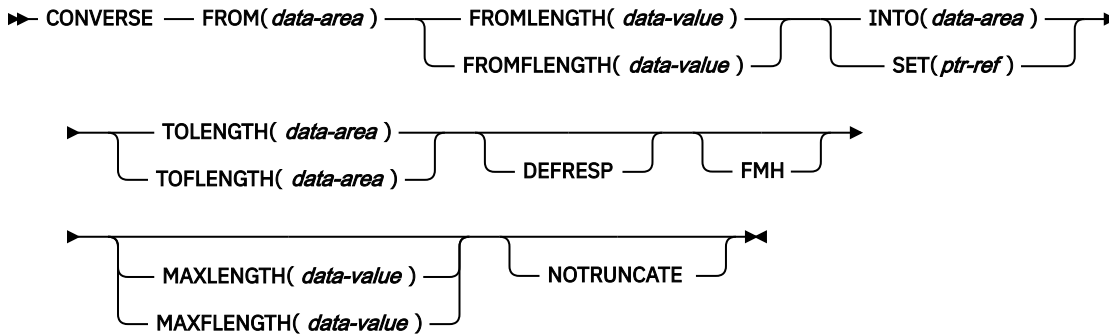 CONVERSE FROM( data-area ) FROMLENGTH( data-value ) INTO( data-area )
FROMFLENGTH( data-value ) SET( ptr-ref )
TOLENGTH( data-area )
TOFLENGTH( data-area ) DEFRESP FMH
MAXLENGTH( data-value ) NOTRUNCATE
MAXFLENGTH( data-value )